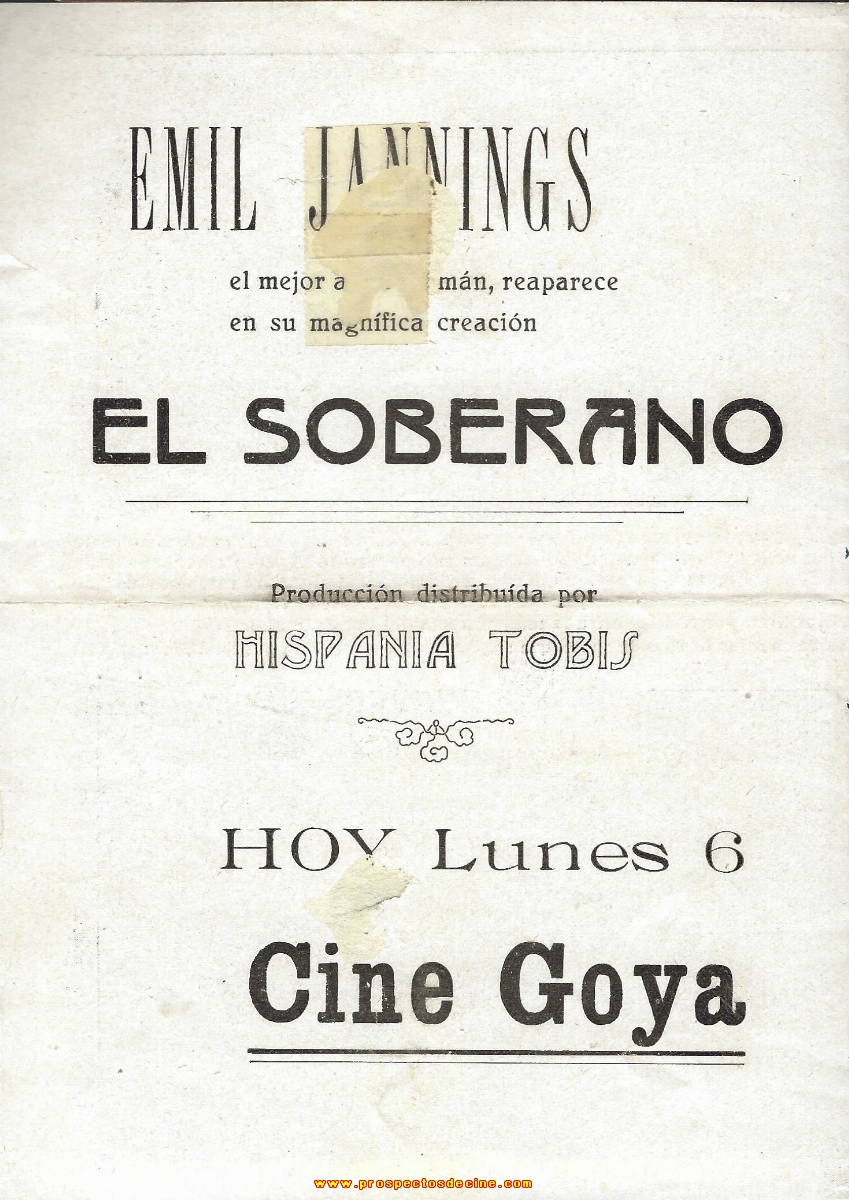 EMIL JANNINGS
el mejor mán, reaparece
en su magnífica creación
EL SOBERANO
Producción distribuída por
HISPANIA TOBIS
HOY Lunes 6
Cine Goya
www.prospectosdecine.com